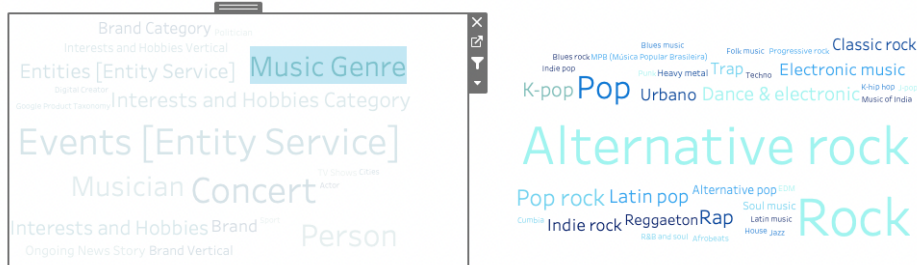 Brand Category Politician
Interests and Hobbies Vertical
Entities [Entity Service] Music Genre
Digital Creator
Google Product Taxonomy Interests and Hobbies Category
Events [Entity Service]
TV Shows Cities
Musician Concert Actor
Interests and Hobbies Brand Sport
Person
Ongoing News Story Brand Vertical
Blues music Classic rock
Folk music Progressive rock
Blues rock MPB (Música Popular Brasileira)
Indie pop Punk Heavy metal Trap Techno Electronic music
K-pop Pop Urbano Dance & electronic K-hip hop J-pop
Music of India
Alternative rock
Pop rock Latin pop Alternative pop EDM
Soul music
Cumbia Indie rock Reggaeton Rap Latin music Rock
House Jazz
R&B and soul Afrobeats